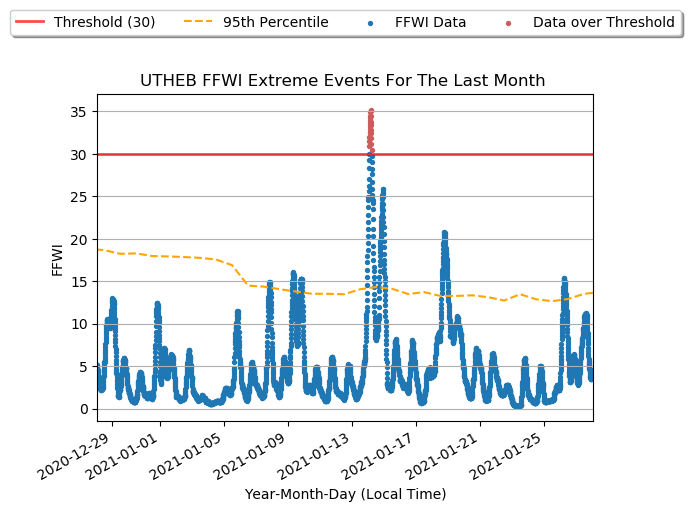 Threshold (30) 95th Percentile FFWI Data Data over Threshold
UTHEB FFWI Extreme Events For The Last Month
35
30
25
20
15
10
5
0
FFWI
2020-12-29 2021-01-01 2021-01-05 2021-01-09 2021-01-13 2021-01-17 2021-01-21 2021-01-25
Year-Month-Day (Local Time)